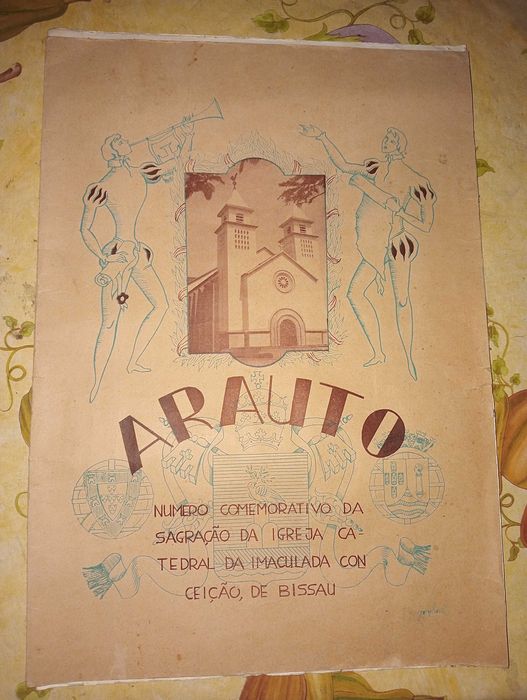 ARAUTO
NUMERO COMEMORATIVO DA
SAGRAÇÃO DA IGREJA CA-
TEDRAL DA IMACULADA CON
CEIÇÃO, DE BISSAU